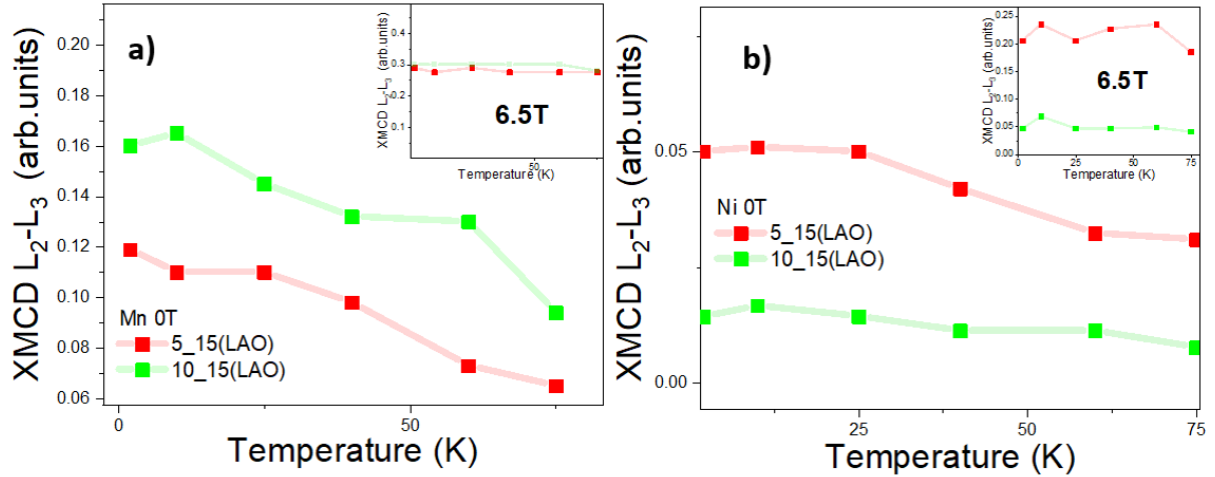 a)
XMCD L₂-L₃ (arb.units)
0.20
0.18
0.16
0.14
0.12
0.10
0.08
0.06
0
50
Temperature (K)
Mn 0T
5_15(LAO)
10_15(LAO)
XMCD L₂-L₃ (arb.units)
0.4
0.3
0.2
0.1
6.5T
50
Temperature (K)
b)
XMCD L₂-L₃ (arb.units)
0.05
0.00
25
50
75
Temperature (K)
Ni 0T
5_15(LAO)
10_15(LAO)
XMCD L₂-L₃ (arb.units)
0.25
0.20
0.15
0.10
0.05
0.00
6.5T
0
25
50
75
Temperature (K)